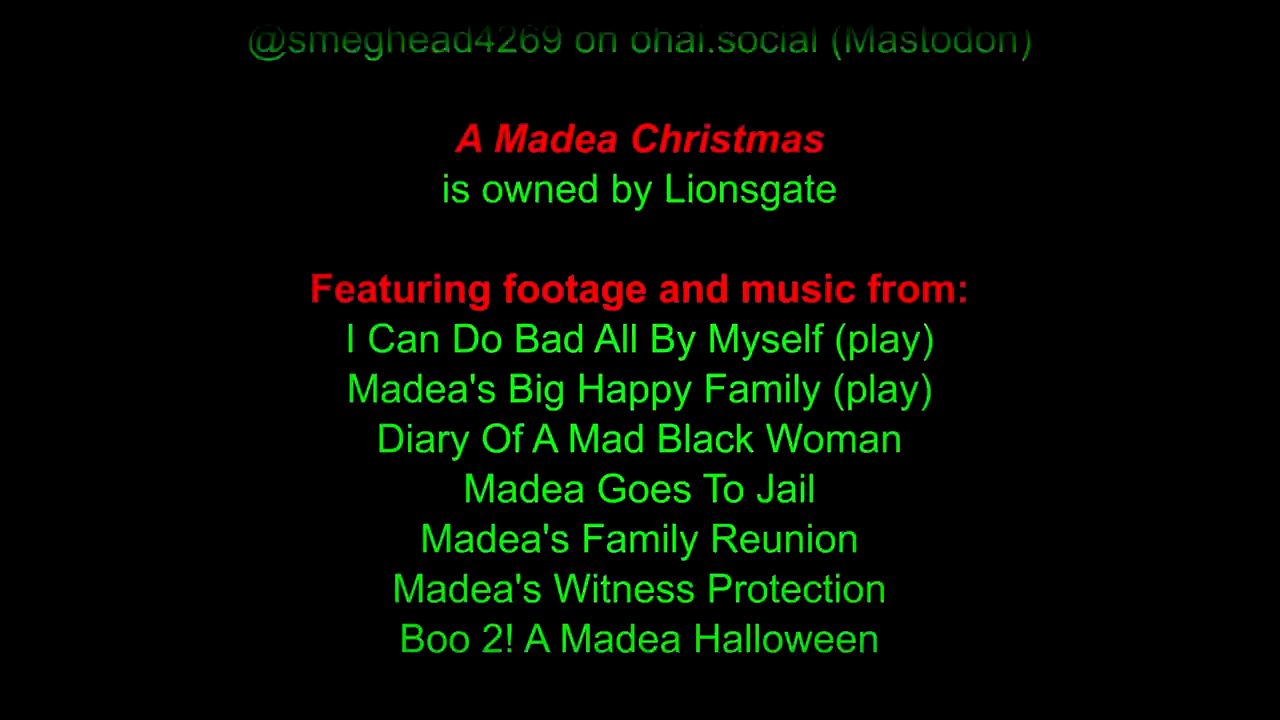 @smeghead4269 on ohai.social (Mastodon)
A Madea Christmas
is owned by Lionsgate
Featuring footage and music from:
I Can Do Bad All By Myself (play)
Madea's Big Happy Family (play)
Diary Of A Mad Black Woman
Madea Goes To Jail
Madea's Family Reunion
Madea's Witness Protection
Boo 2! A Madea Halloween